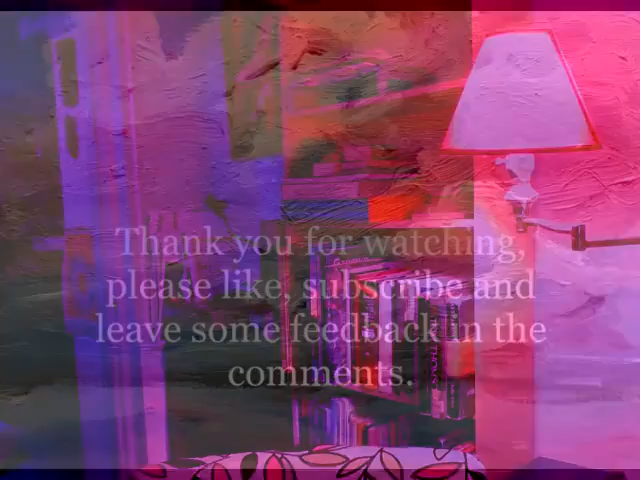 Thank you for watching,
please like, subscribe and
leave some feedback in the
comments.